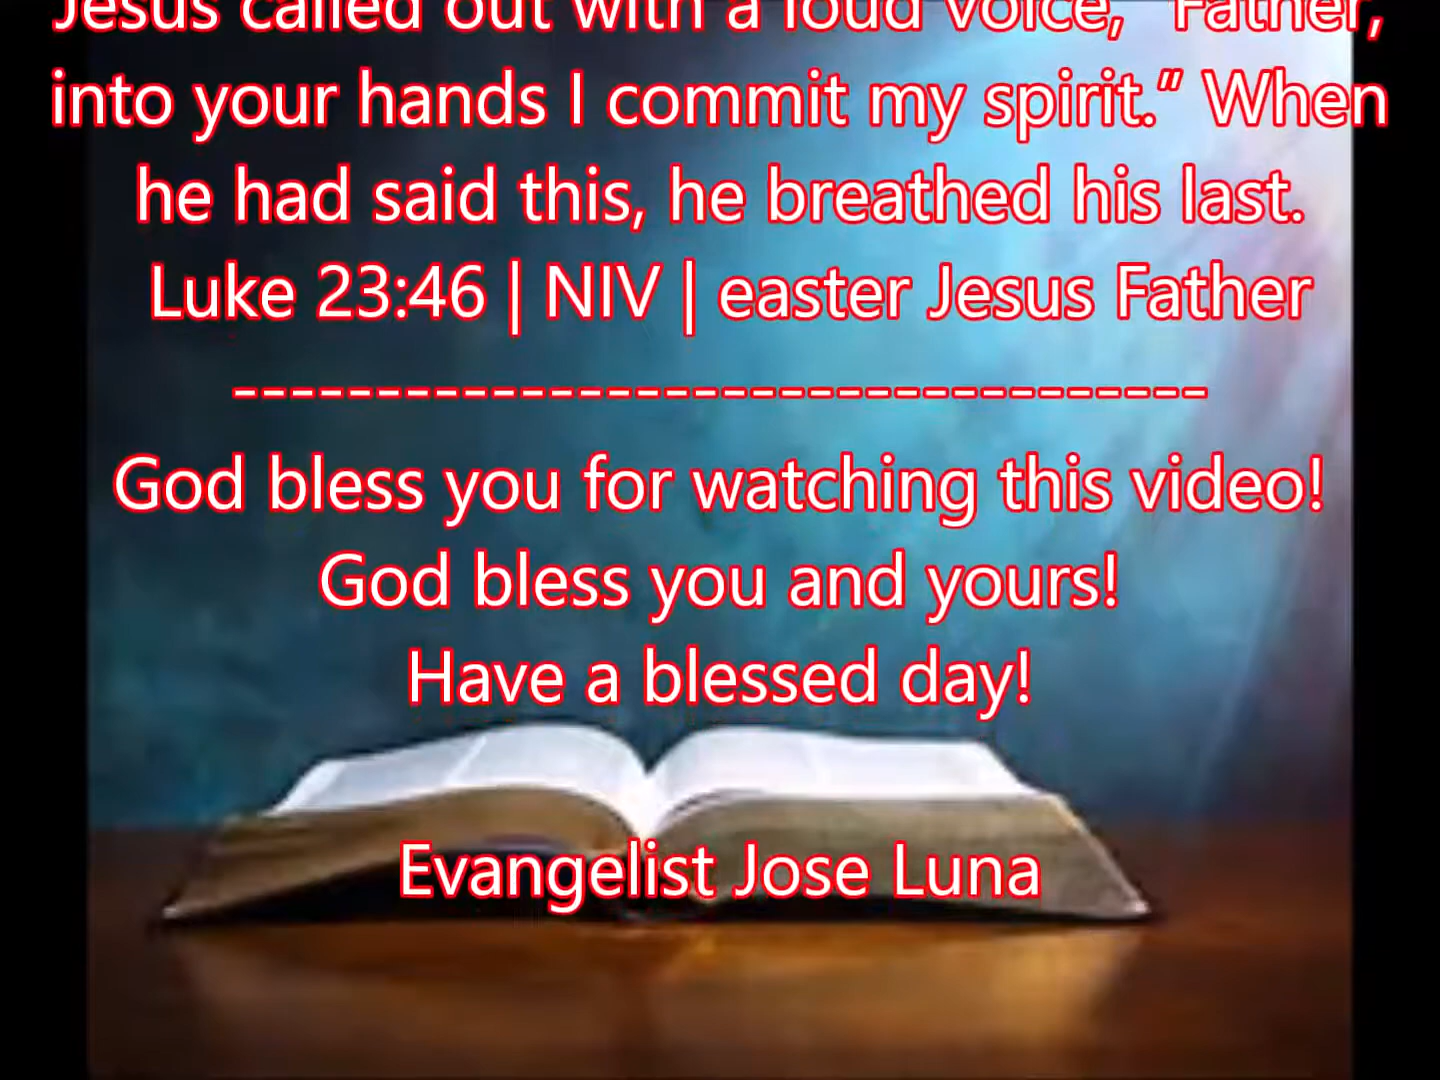 Jesus called out with a loud voice, “Father,
into your hands I commit my spirit.” When
he had said this, he breathed his last.
Luke 23:46 | NIV | easter Jesus Father
----------------------------------
God bless you for watching this video!
God bless you and yours!
Have a blessed day!
Evangelist Jose Luna